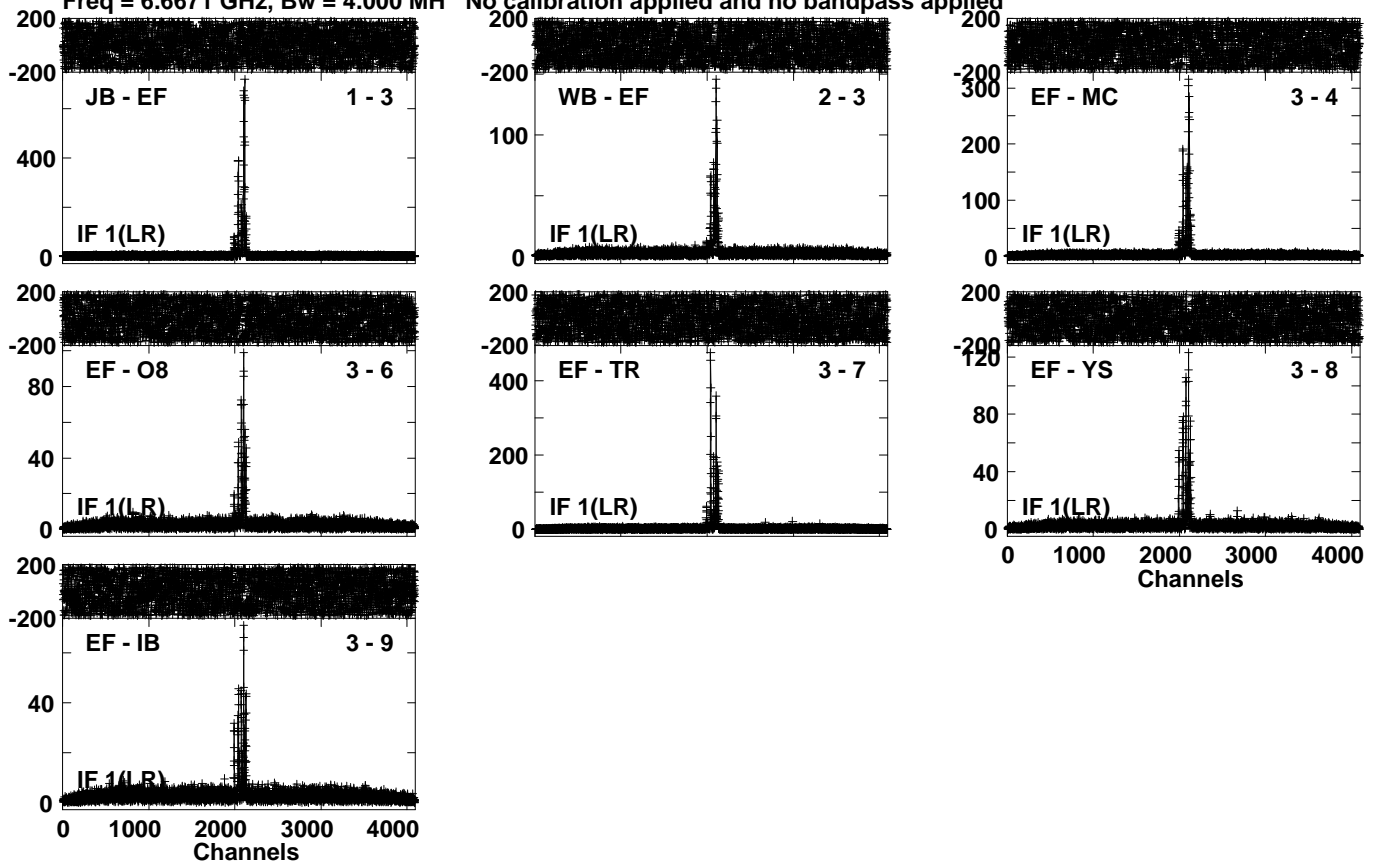 Freq = 6.6671 GHz, Bw = 4.000 MH No calibration applied and no bandpass applied
200
-200
JB - EF 1 - 3
400
IF 1(LR)
0
200
-200
WB - EF 2 - 3
100
IF 1(LR)
0
200
-200
EF - MC 3 - 4
300
200
100
IF 1(LR)
0
200
-200
EF - O8 3 - 6
80
40
IF 1(LR)
0
200
-200
EF - TR 3 - 7
400
200
IF 1(LR)
0
200
-200
EF - YS 3 - 8
120
80
40
IF 1(LR)
0
0 1000 2000 3000 4000
Channels
200
-200
EF - IB 3 - 9
40
IF 1(LR)
0
0 1000 2000 3000 4000
Channels